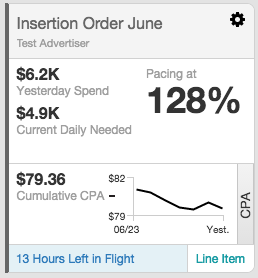 Insertion Order June
Test Advertiser
$6.2K
Yesterday Spend
$4.9K
Current Daily Needed
Pacing at
128%
$79.36
Cumulative CPA
$82
$79
06/23 Yest.
CPA
13 Hours Left in Flight
Line Item